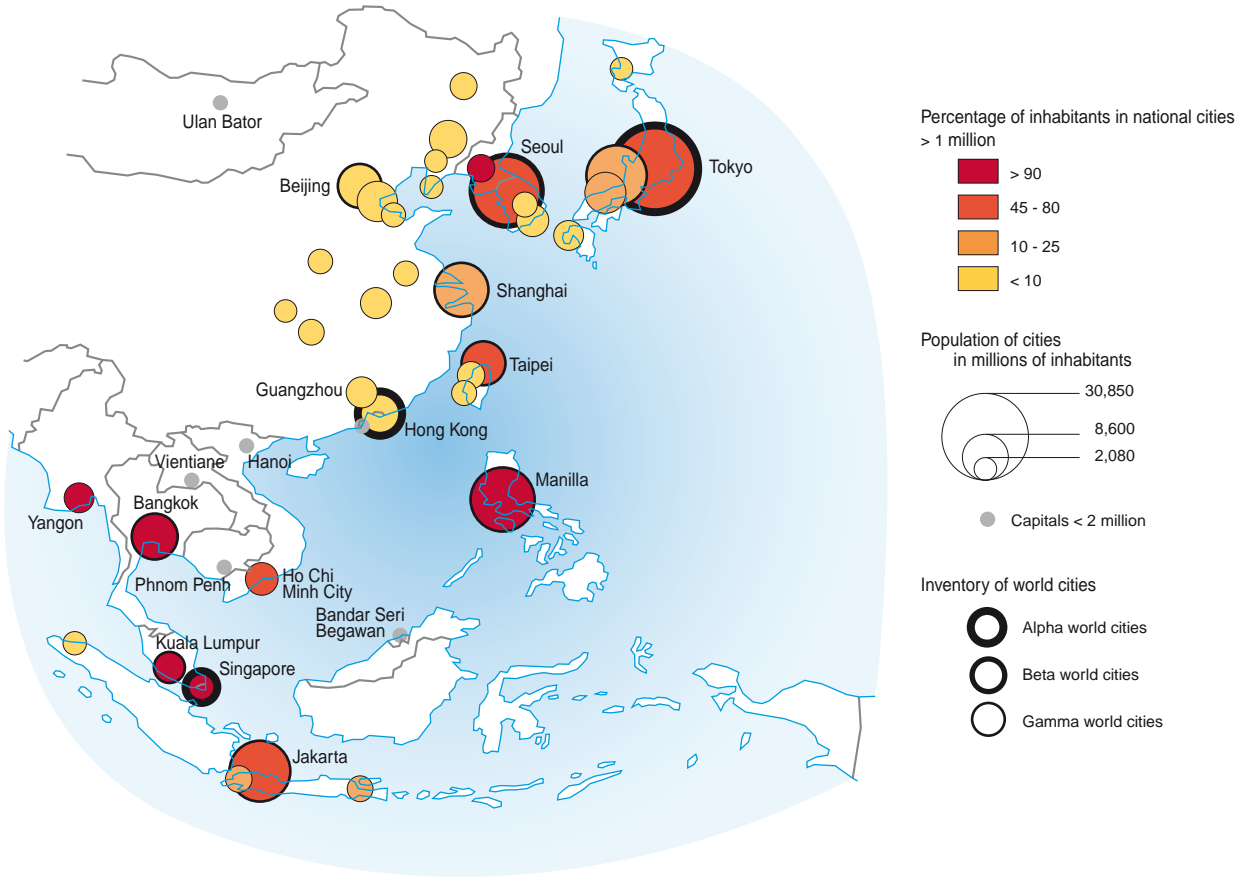 Ulan Bator
Beijing
Seoul
Tokyo
Shanghai
Taipei
Guangzhou
Hong Kong
Vientiane
Hanoi
Manilla
Bangkok
Yangon
Phnom Penh
Ho Chi
Minh City
Bandar Seri
Begawan
Kuala Lumpur
Singapore
Jakarta
Percentage of inhabitants in national cities
> 1 million
> 90
45 - 80
10 - 25
< 10
Population of cities
in millions of inhabitants
30,850
8,600
2,080
Capitals < 2 million
Inventory of world cities
Alpha world cities
Beta world cities
Gamma world cities